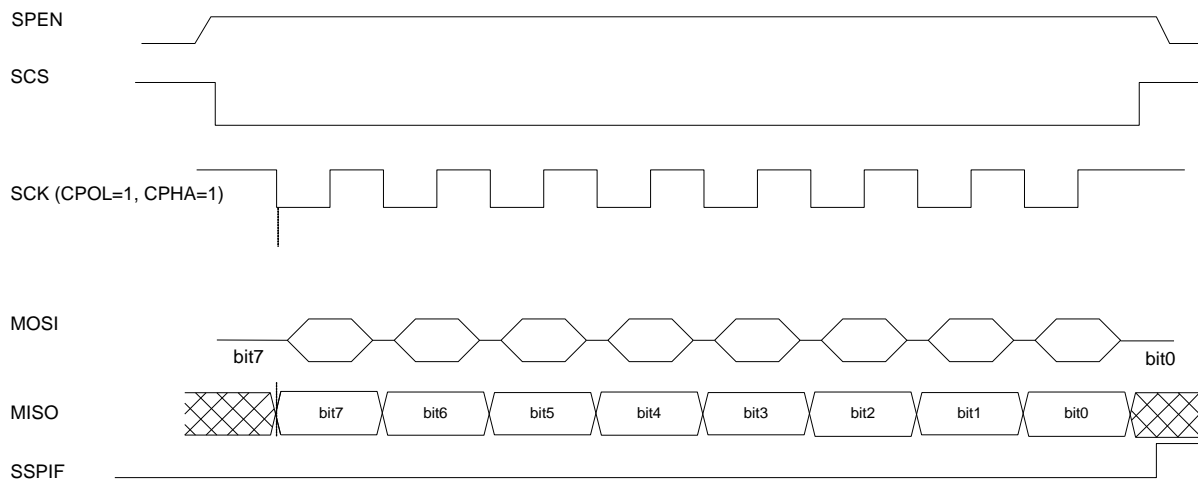 SPEN
SCS
SCK (CPOL=1, CPHA=1)
MOSI
bit7
bit0
MISO
bit7
bit6
bit5
bit4
bit3
bit2
bit1
bit0
SSPIF